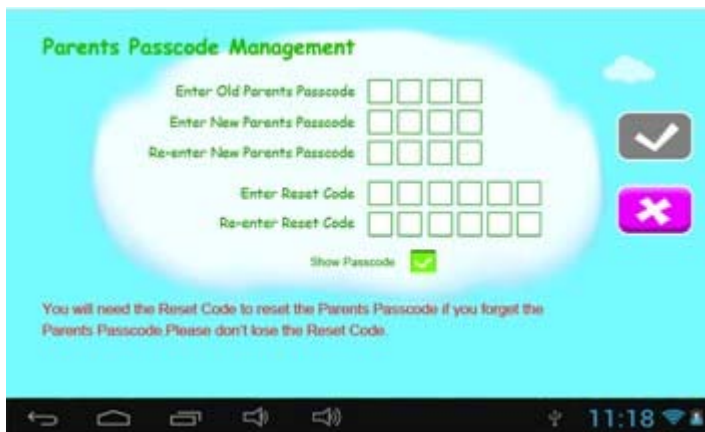 Parents Passcode Management
Enter Old Parents Passcode
Enter New Parents Passcode
Re-enter New Parents Passcode
Enter Reset Code
Re-enter Reset Code
Show Passcode
You will need the Reset Code to reset the Parents Passcode if you forget the
Parents Passcode,Please don't lose the Reset Code.
11:18